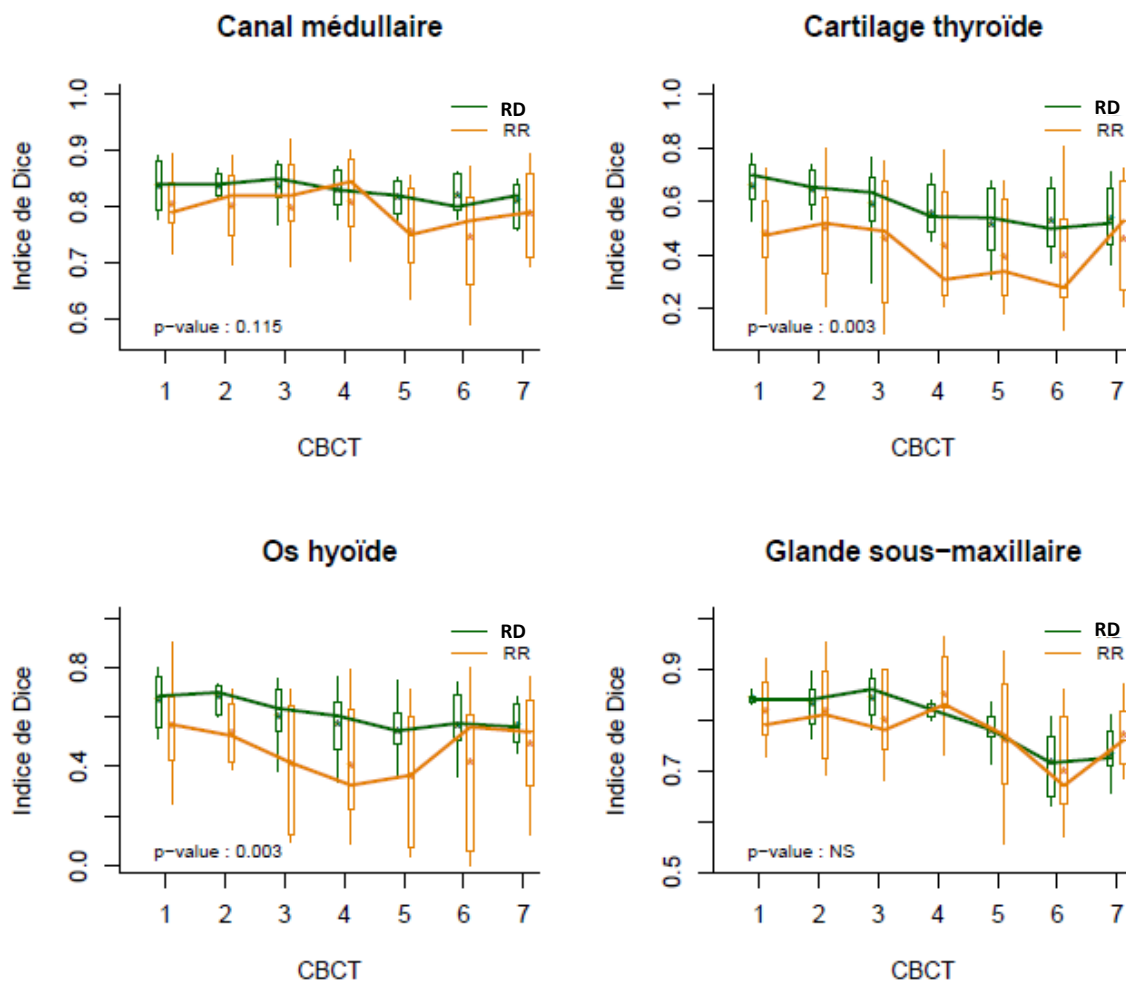 Canal médullaire
Indice de Dice
1.0
0.9
0.8
0.7
0.6
RD
RR
p-value : 0.115
1 2 3 4 5 6 7
CBCT
Cartilage thyroïde
Indice de Dice
1.0
0.8
0.6
0.4
0.2
RD
RR
p-value : 0.003
1 2 3 4 5 6 7
CBCT
Os hyoïde
Indice de Dice
0.8
0.4
0.0
RD
RR
p-value : 0.003
1 2 3 4 5 6 7
CBCT
Glande sous-maxillaire
Indice de Dice
0.9
0.7
0.5
RD
RR
p-value : NS
1 2 3 4 5 6 7
CBCT